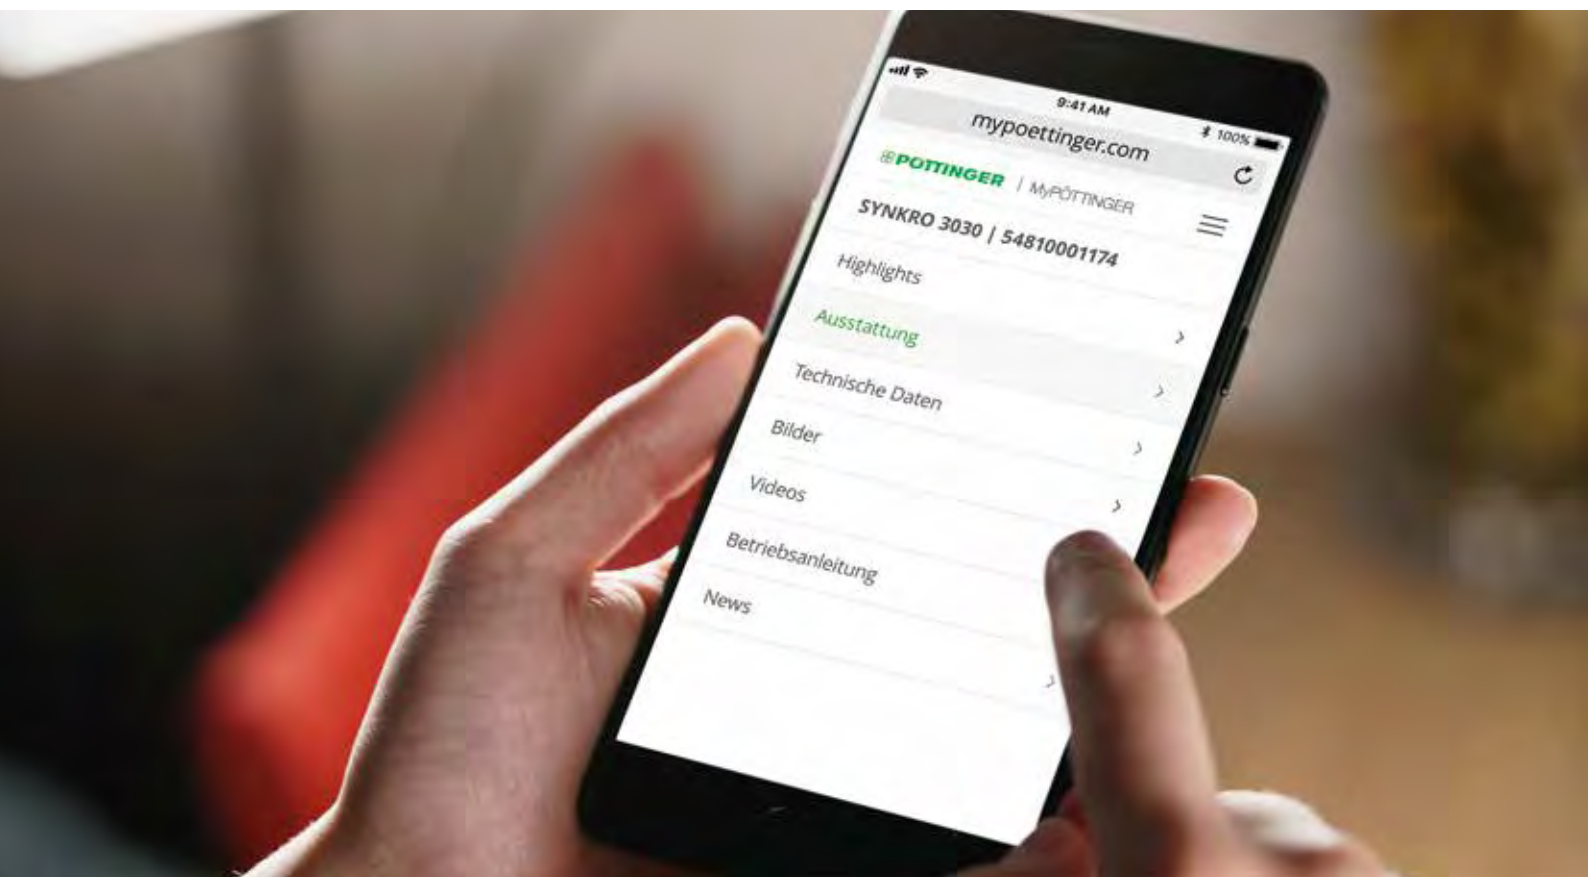 9:41 AM
100%
mypoettinger.com
PÖTTINGER | MyPÖTTINGER
SYNKRO 3030 | 54810001174
Highlights
Ausstattung
Technische Daten
Bilder
Videos
Betriebsanleitung
News